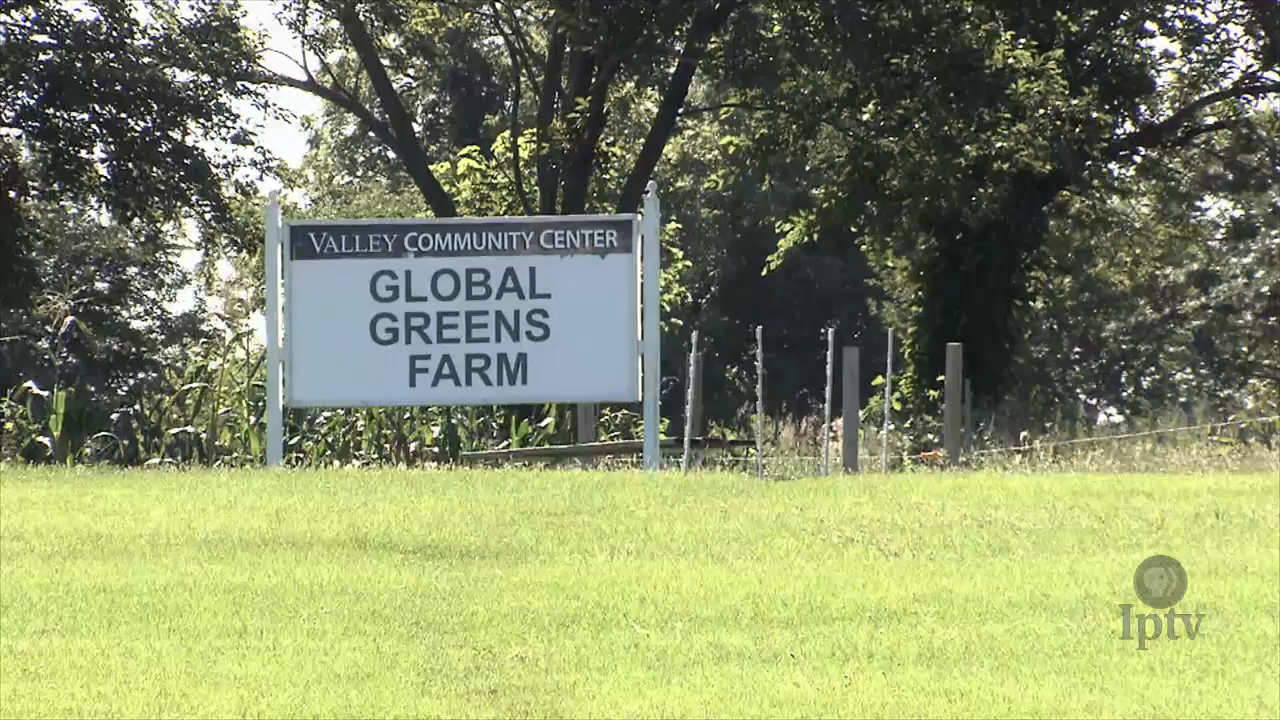 VALLEY COMMUNITY CENTER
GLOBAL
GREENS
FARM
Iptv